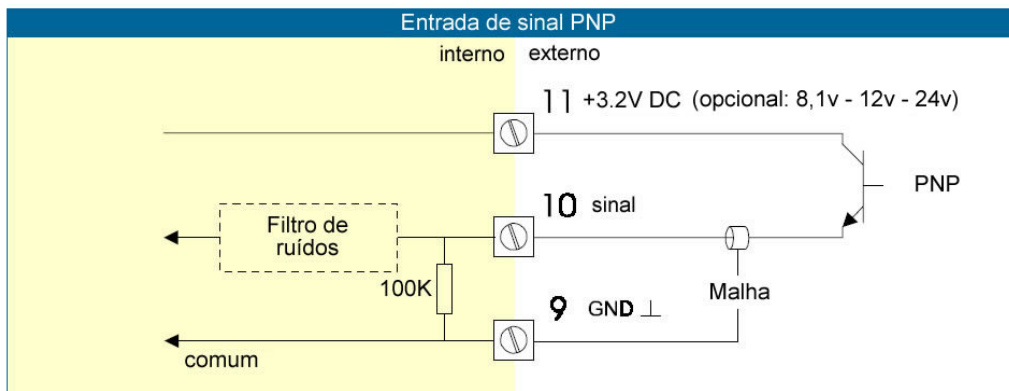 Entrada de sinal PNP
interno externo
11 +3.2V DC (opcional: 8,1v - 12v - 24v)
PNP
10 sinal
Filtro de
ruídos
100K
Malha
9 GND ⊥
comum